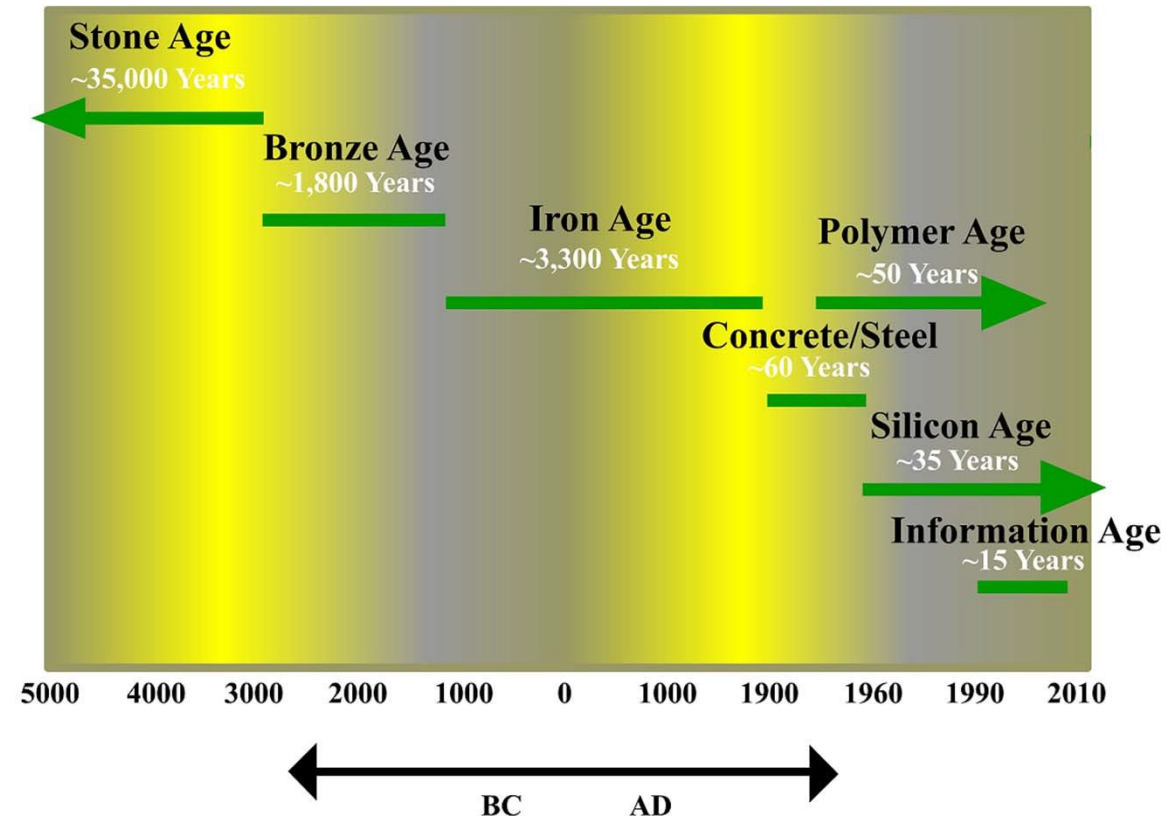 Stone Age
~35,000 Years
Bronze Age
~1,800 Years
Iron Age
~3,300 Years
Polymer Age
~50 Years
Concrete/Steel
~60 Years
Silicon Age
~35 Years
Information Age
~15 Years
5000 4000 3000 2000 1000 0 1000 1900 1960 1990 2010
BC AD